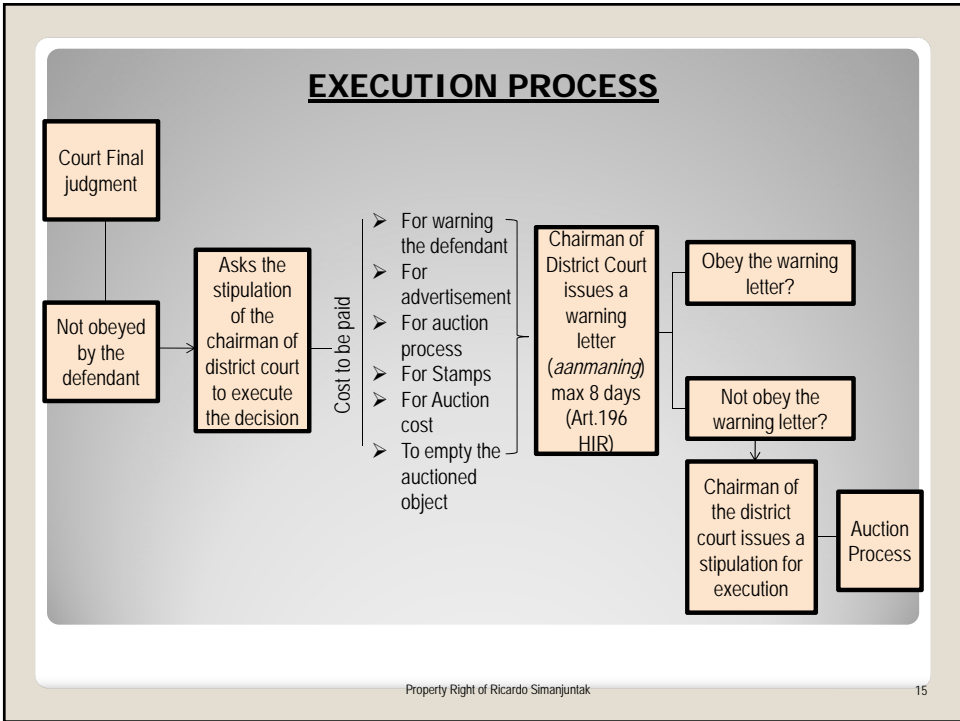 EXECUTION PROCESS
Court Final
judgment
Not obeyed
by the
defendant
Asks the
stipulation
of the
chairman of
district court
to execute
the decision
Cost to be paid
➢ For warning
the defendant
➢ For
advertisement
➢ For auction
process
➢ For Stamps
➢ For Auction
cost
➢ To empty the
auctioned
object
Chairman of
District Court
issues a
warning
letter
(aanmaning)
max 8 days
(Art.196
HIR)
Obey the warning
letter?
Not obey the
warning letter?
Chairman of
the district
court issues a
stipulation for
execution
Auction
Process
Property Right of Ricardo Simanjuntak
15